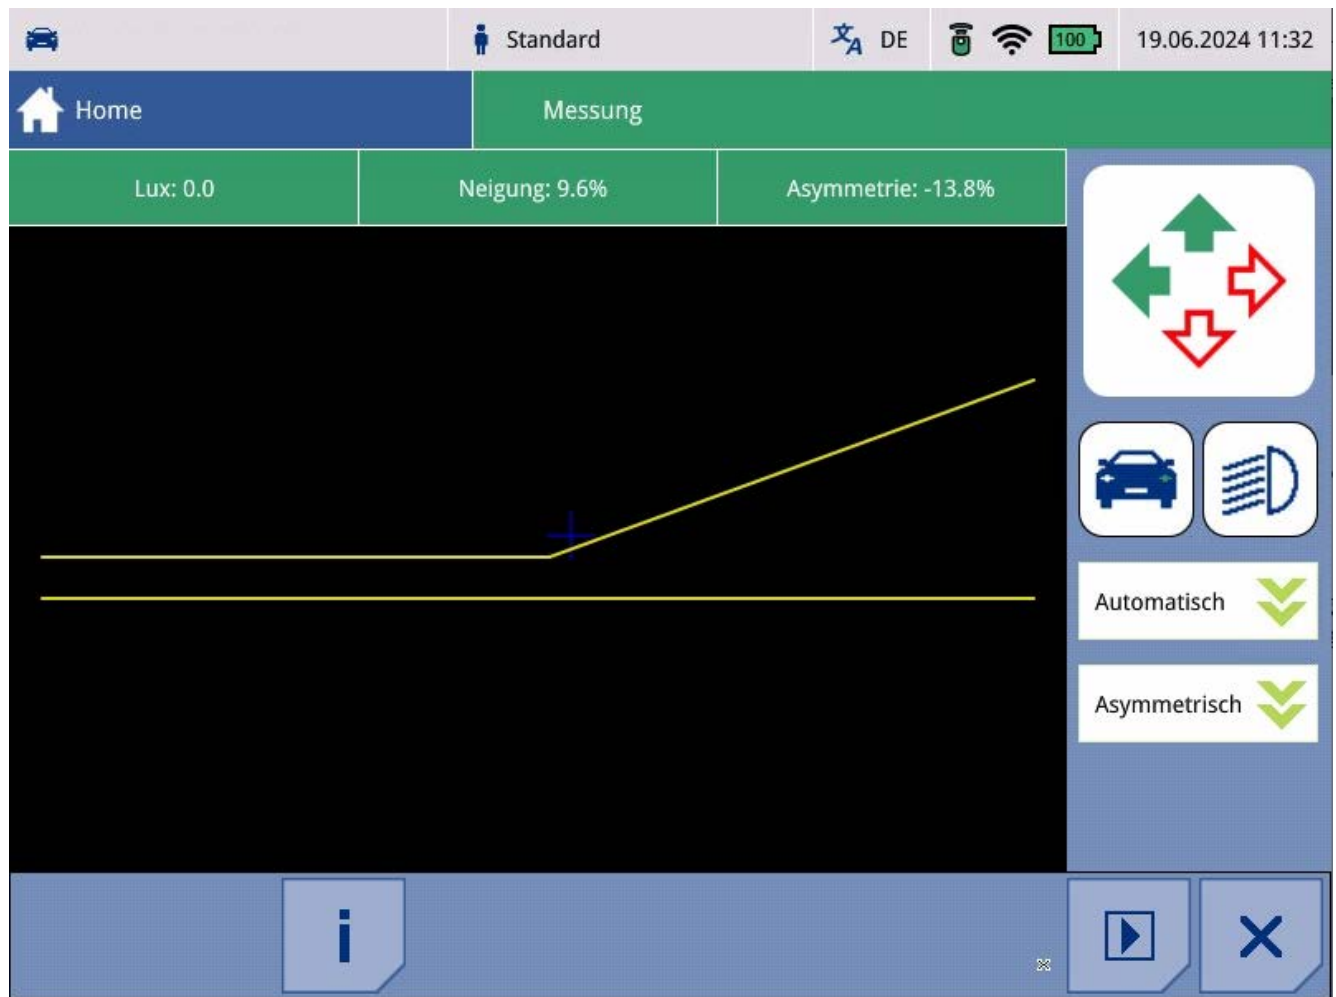 Standard
DE
100
19.06.2024 11:32
Home
Messung
Lux: 0.0
Neigung: 9.6%
Asymmetrie: -13.8%
Automatisch
Asymmetrisch
i